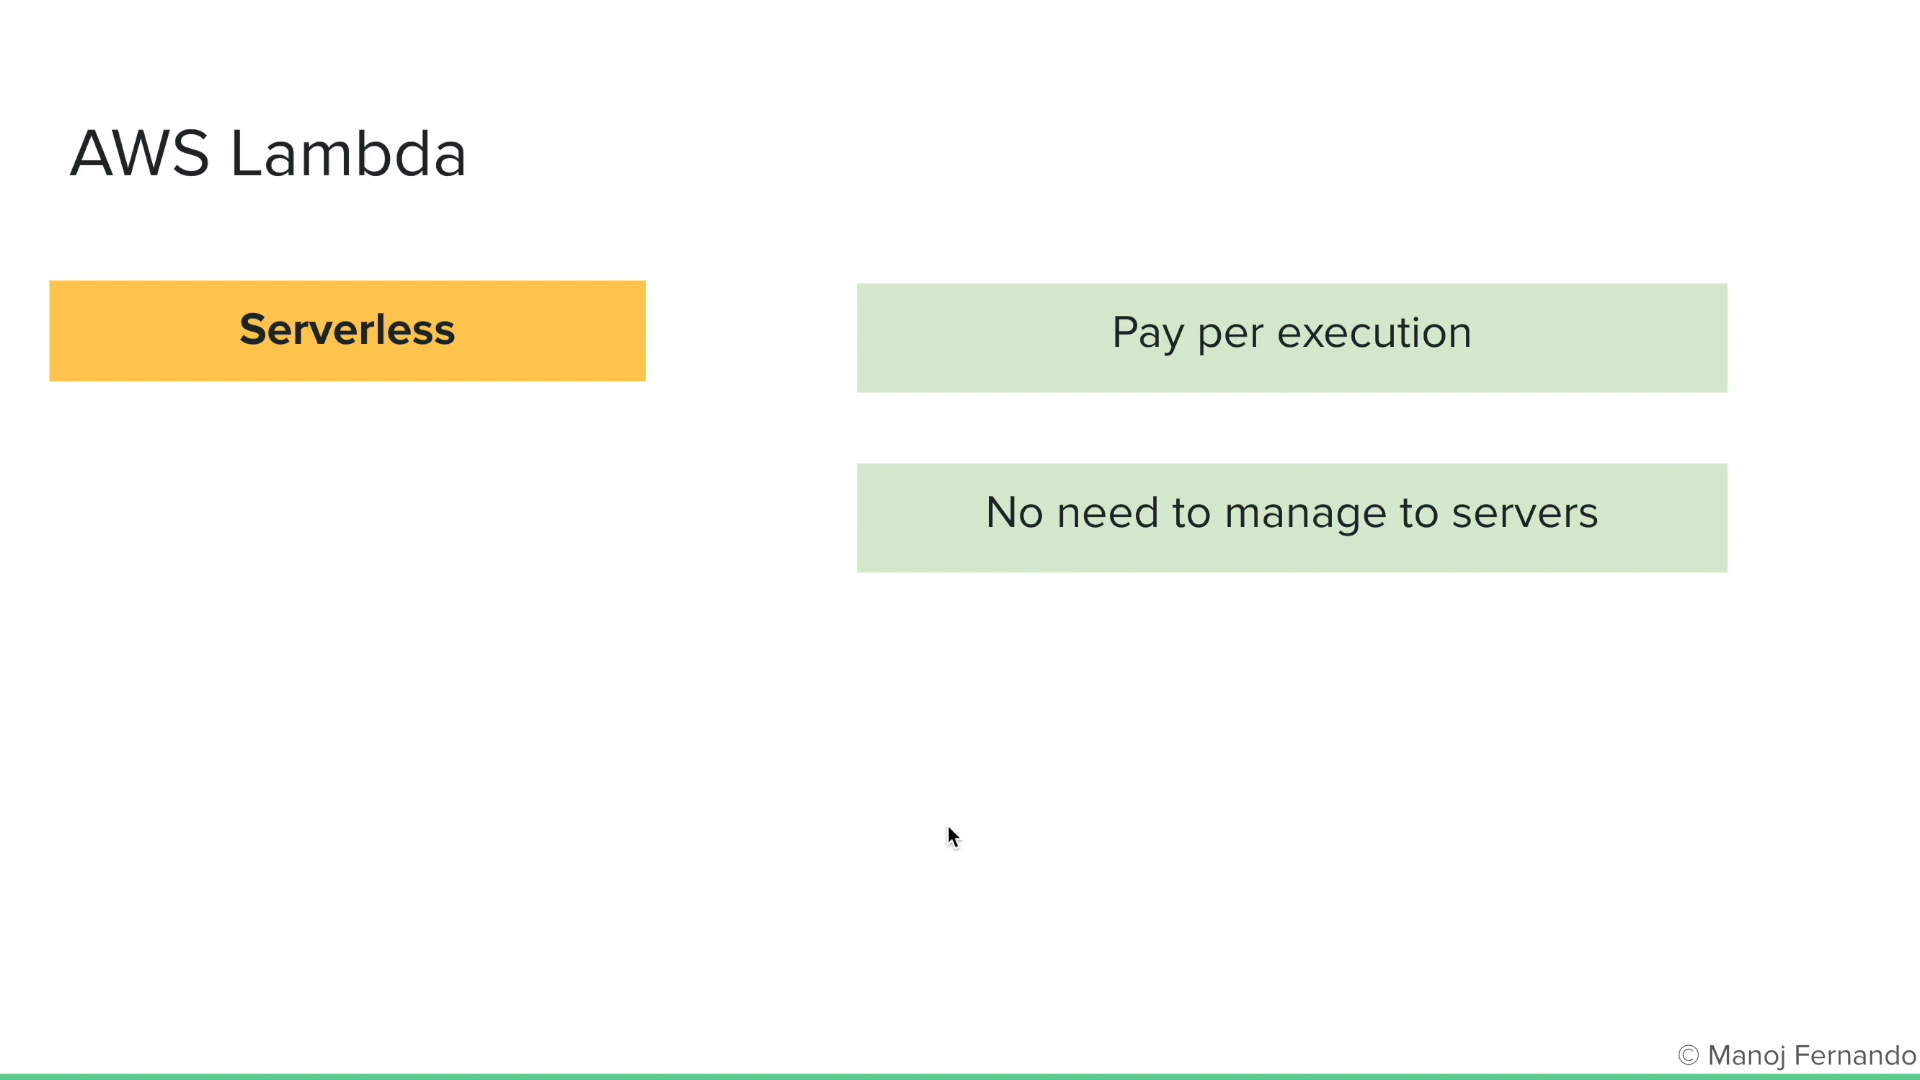 AWS Lambda
Serverless
Pay per execution
No need to manage to servers
© Manoj Fernando